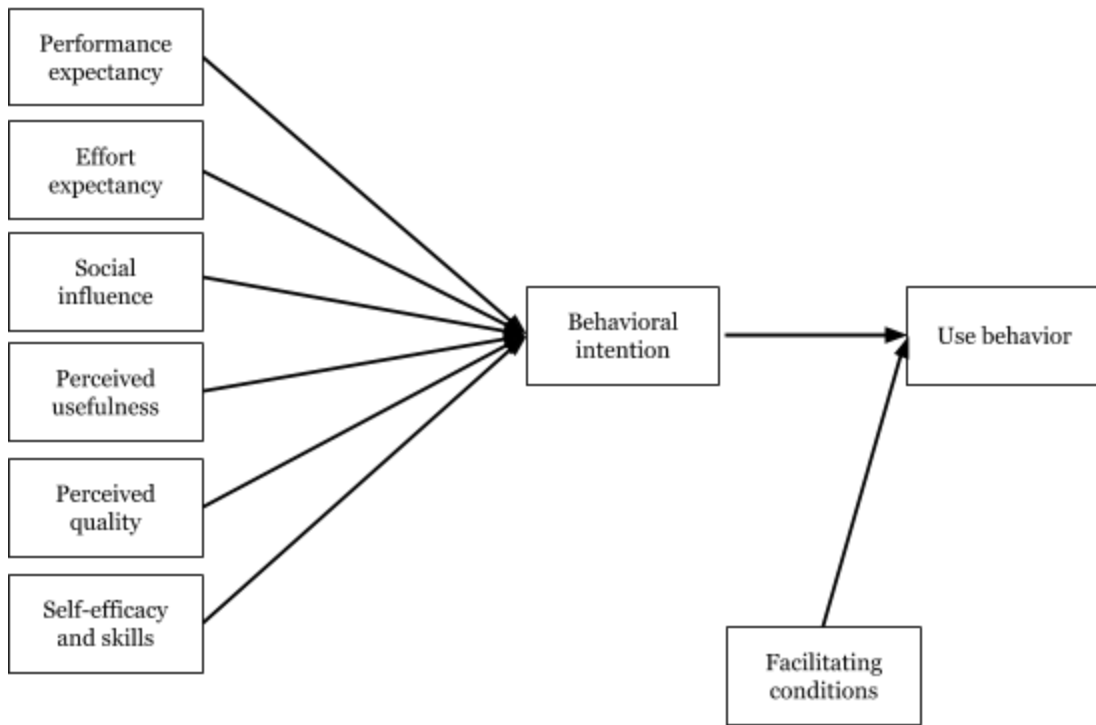 Performance
expectancy
Effort
expectancy
Social
influence
Perceived
usefulness
Perceived
quality
Self-efficacy
and skills
Behavioral
intention
Use behavior
Facilitating
conditions